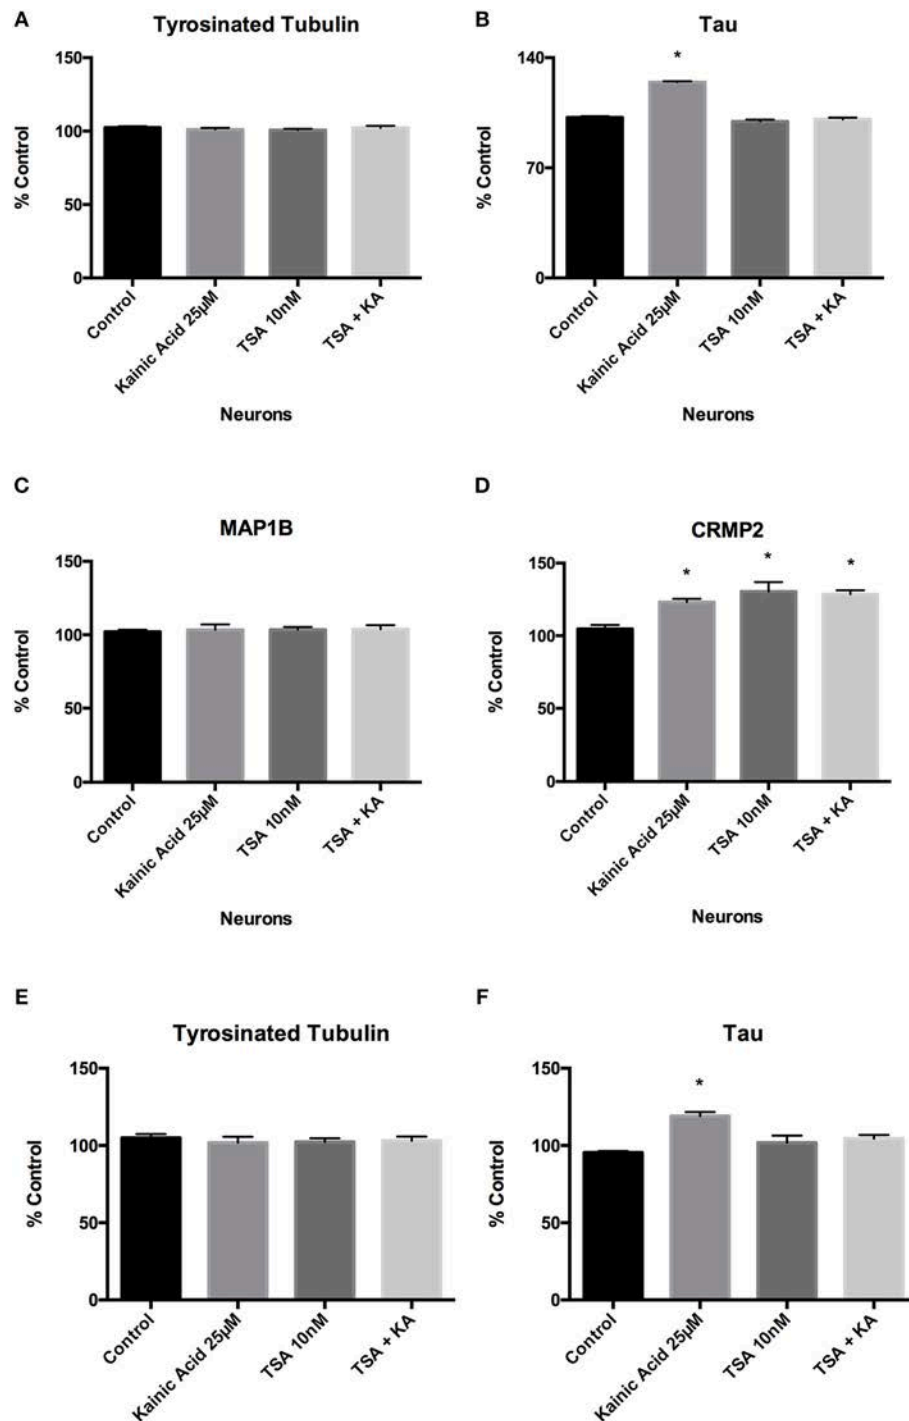 A
Tyrosinated Tubulin
150
100
50
0
% Control
Control
Kainic Acid 25µM
TSA 10nM
TSA + KA
Neurons
B
Tau
*
140
70
0
% Control
Control
Kainic Acid 25µM
TSA 10nM
TSA + KA
Neurons
C
MAP1B
150
100
50
0
% Control
Control
Kainic Acid 25µM
TSA 10nM
TSA + KA
Neurons
D
CRMP2
* * *
150
100
50
0
% Control
Control
Kainic Acid 25µM
TSA 10nM
TSA + KA
Neurons
E
Tyrosinated Tubulin
150
100
50
0
% Control
Control
Kainic Acid 25µM
TSA 10nM
TSA + KA
F
Tau
*
150
100
50
0
% Control
Control
Kainic Acid 25µM
TSA 10nM
TSA + KA